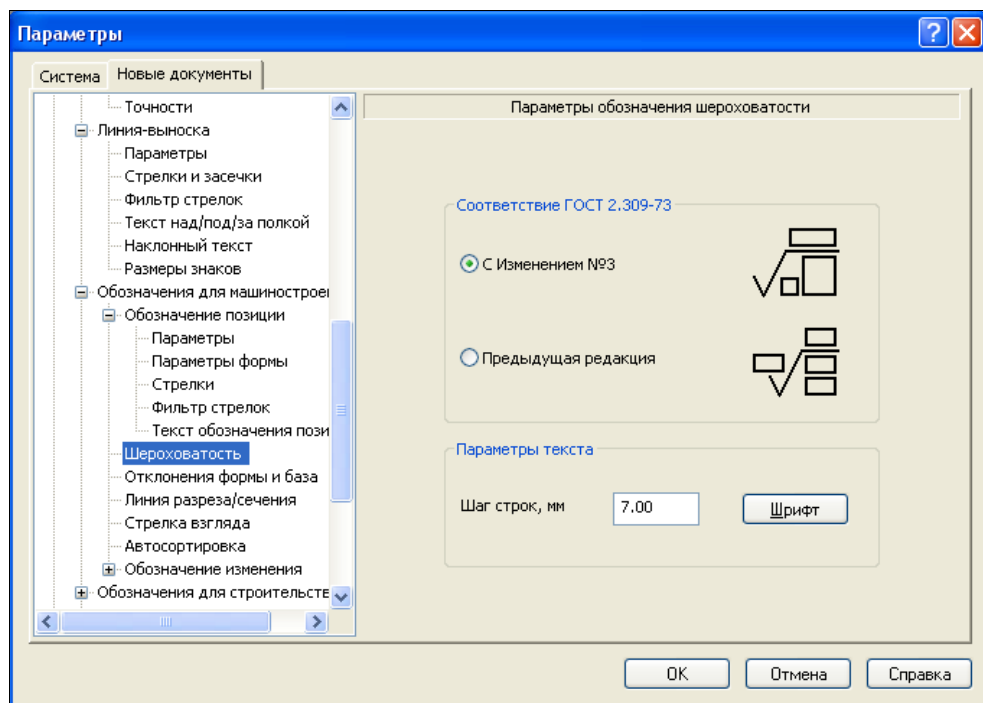 Параметры
Система
Новые документы
Точности
Линия-выноска
Параметры
Стрелки и засечки
Фильтр стрелок
Текст над/под/за полкой
Наклонный текст
Размеры знаков
Обозначения для машинострое
Обозначение позиции
Параметры
Параметры формы
Стрелки
Фильтр стрелок
Текст обозначения пози
Шероховатость
Отклонения формы и база
Линия разреза/сечения
Стрелка взгляда
Автосортировка
Обозначение изменения
Обозначения для строительств
Параметры обозначения шероховатости
Соответствие ГОСТ 2.309-73
С Изменением №3
Предыдущая редакция
Параметры текста
Шаг строк, мм 7.00 Шрифт
OK Отмена Справка